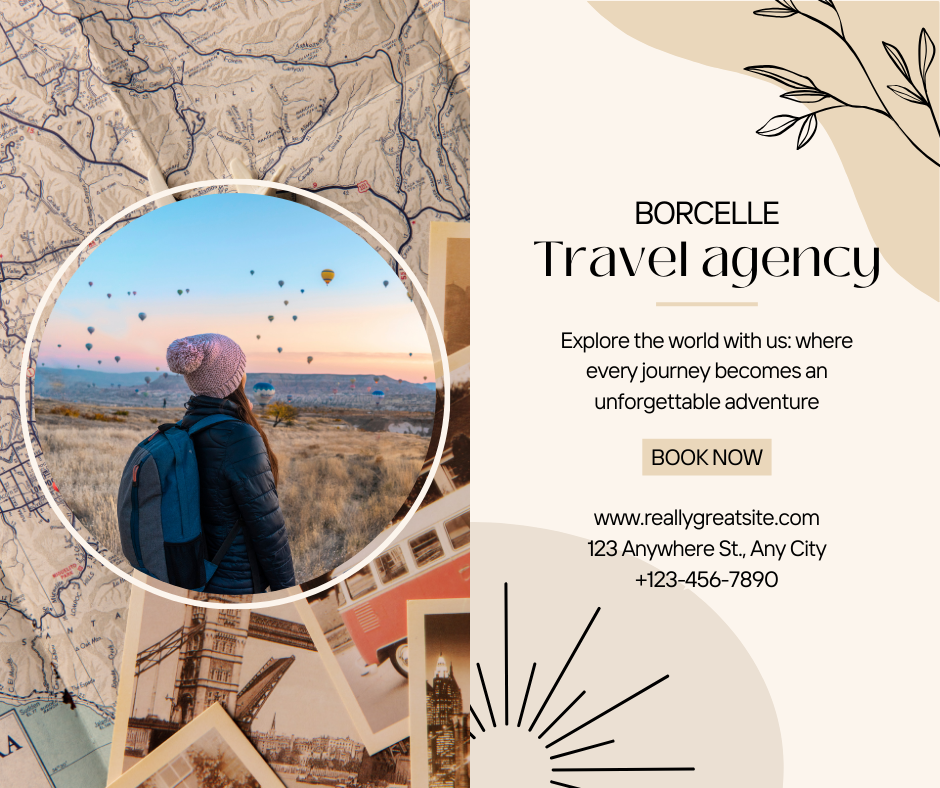 BORCELLE
Travel agency
Explore the world with us: where
every journey becomes an
unforgettable adventure
BOOK NOW
www.reallygreatsite.com
123 Anywhere St., Any City
+123-456-7890